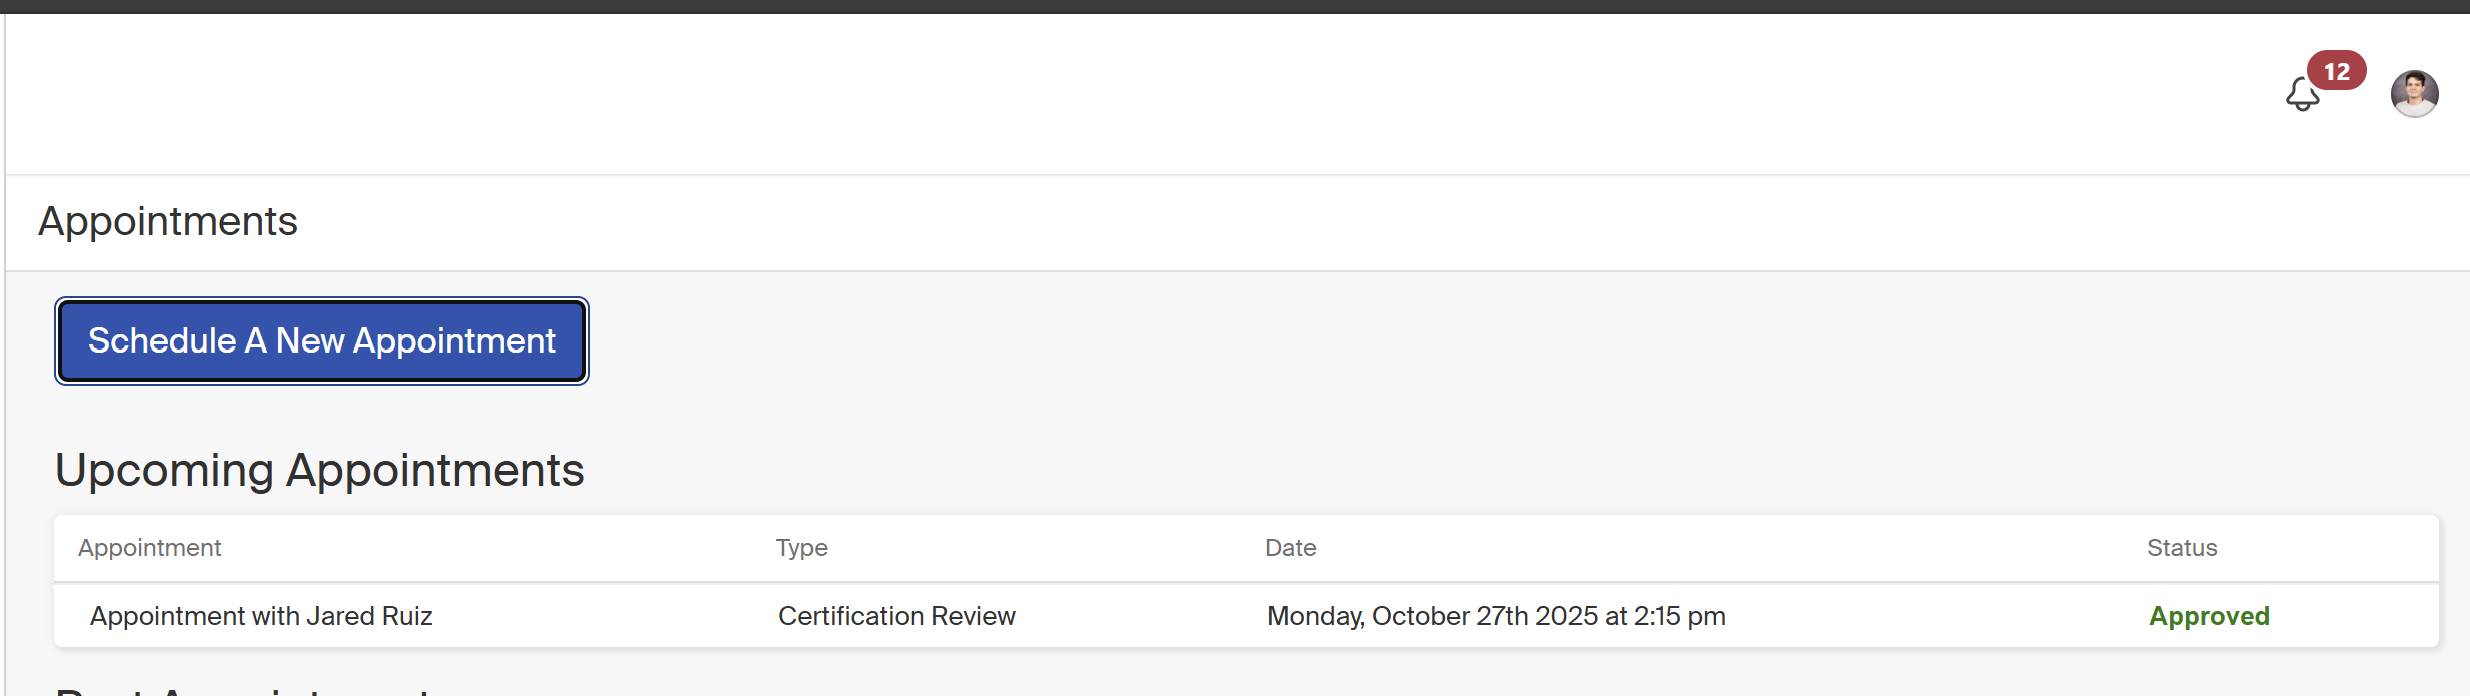 12
Appointments
Schedule A New Appointment
Upcoming Appointments
Appointment Type Date Status
Appointment with Jared Ruiz Certification Review Monday, October 27th 2025 at 2:15 pm Approved